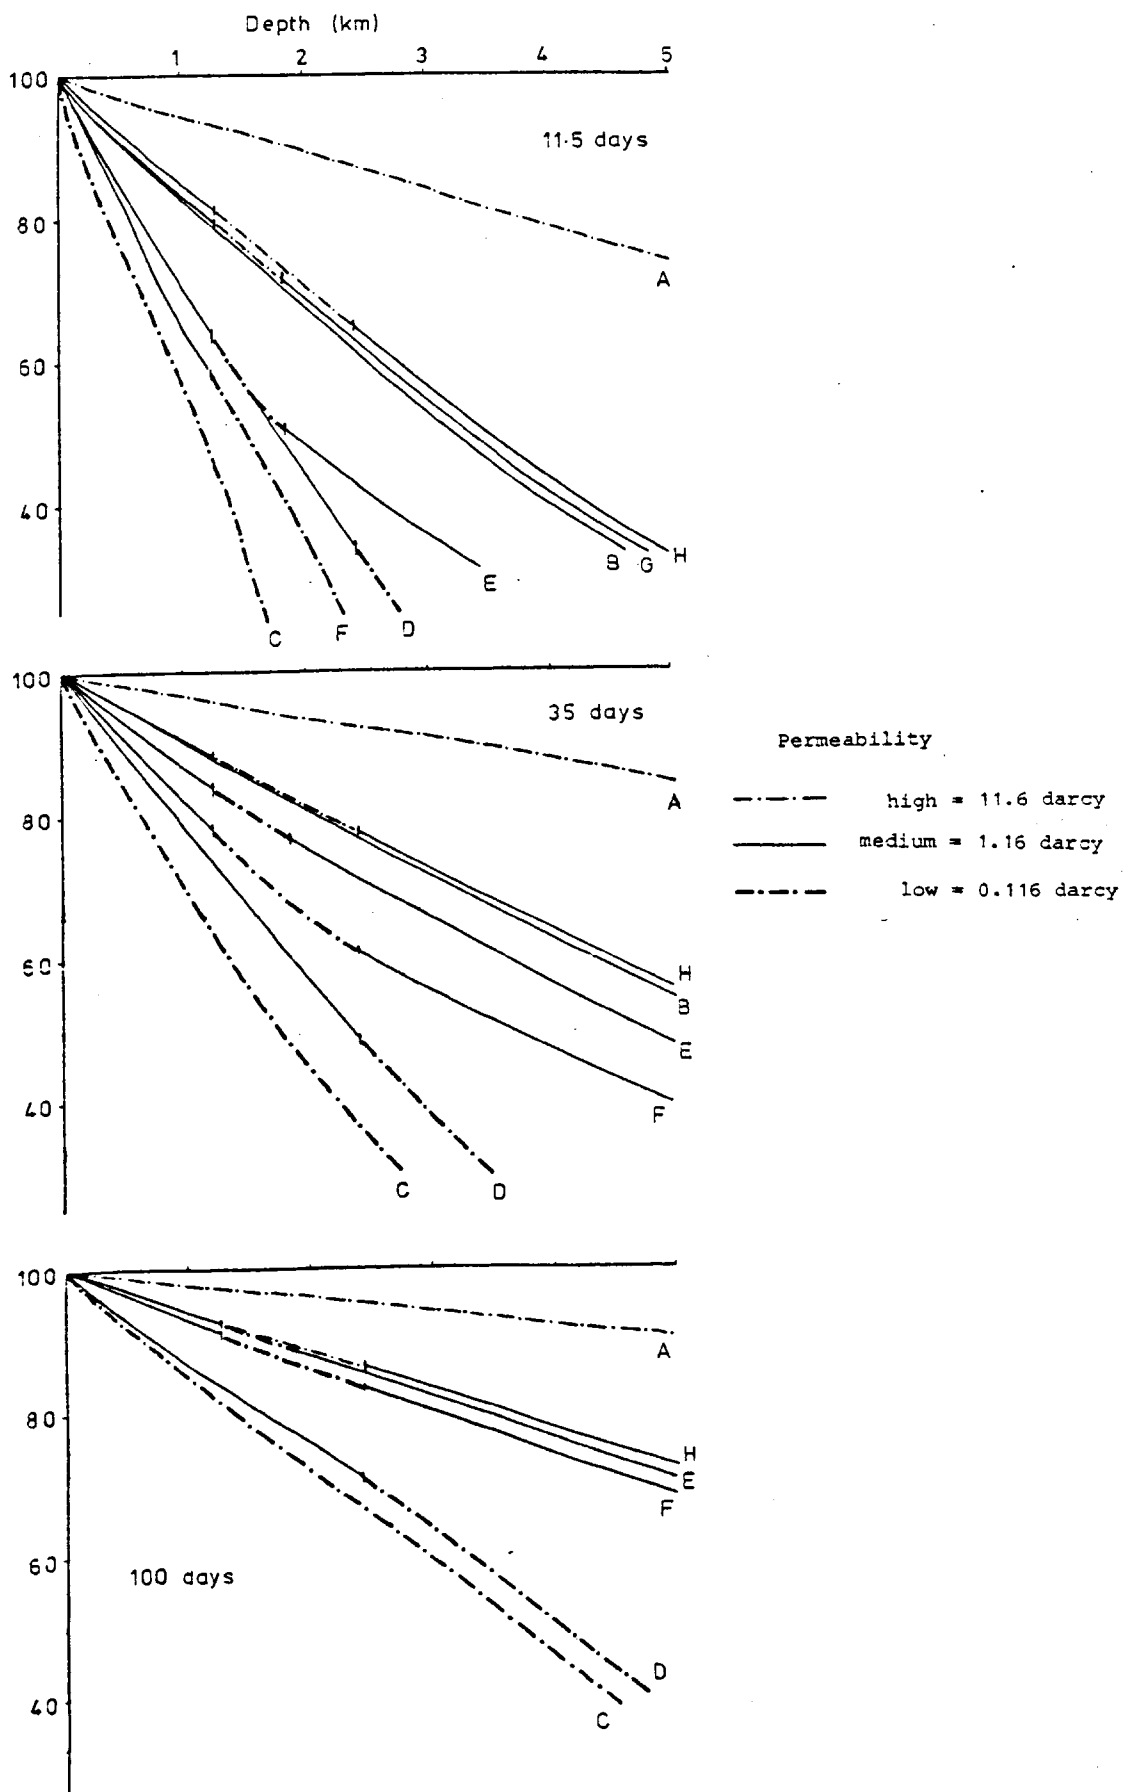 Depth (km)
1 2 3 4 5
100
11·5 days
80
A
60
40
B G H
E
C F D
100
35 days
A
80
60
H
B
E
40
F
C D
Permeability
high = 11.6 darcy
medium = 1.16 darcy
low = 0.116 darcy
100
A
80
H
E
F
60
100 days
D
40
C